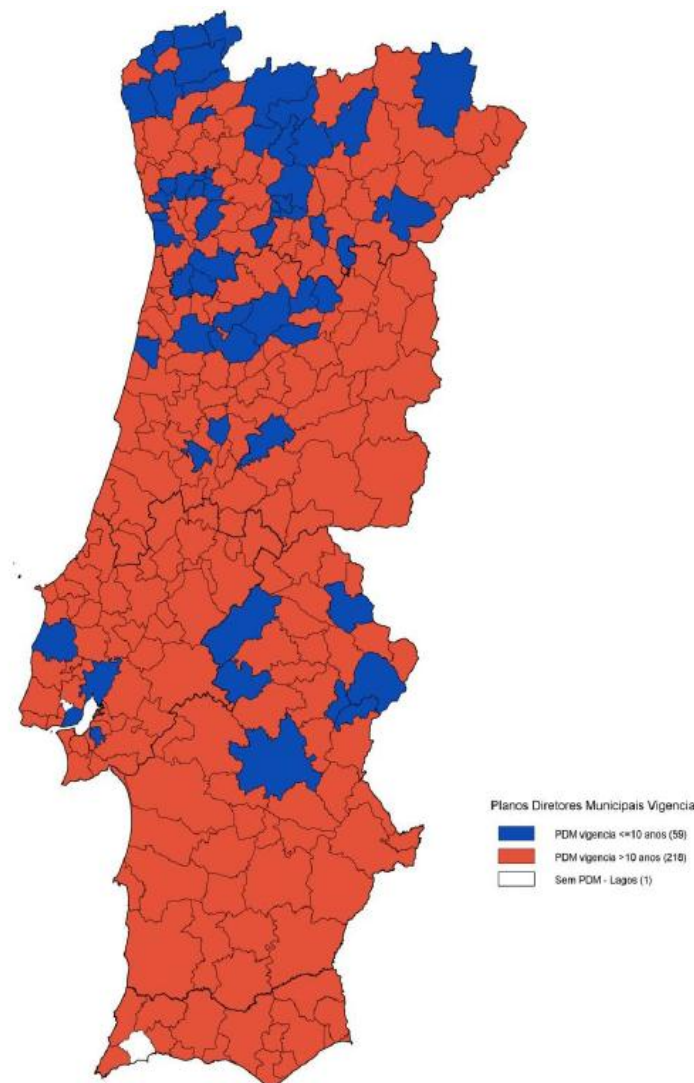 Planos Diretores Municipais Vigencia
PDM vigencia <=10 anos (59)
PDM vigencia >10 anos (218)
Sem PDM - Lagos (1)